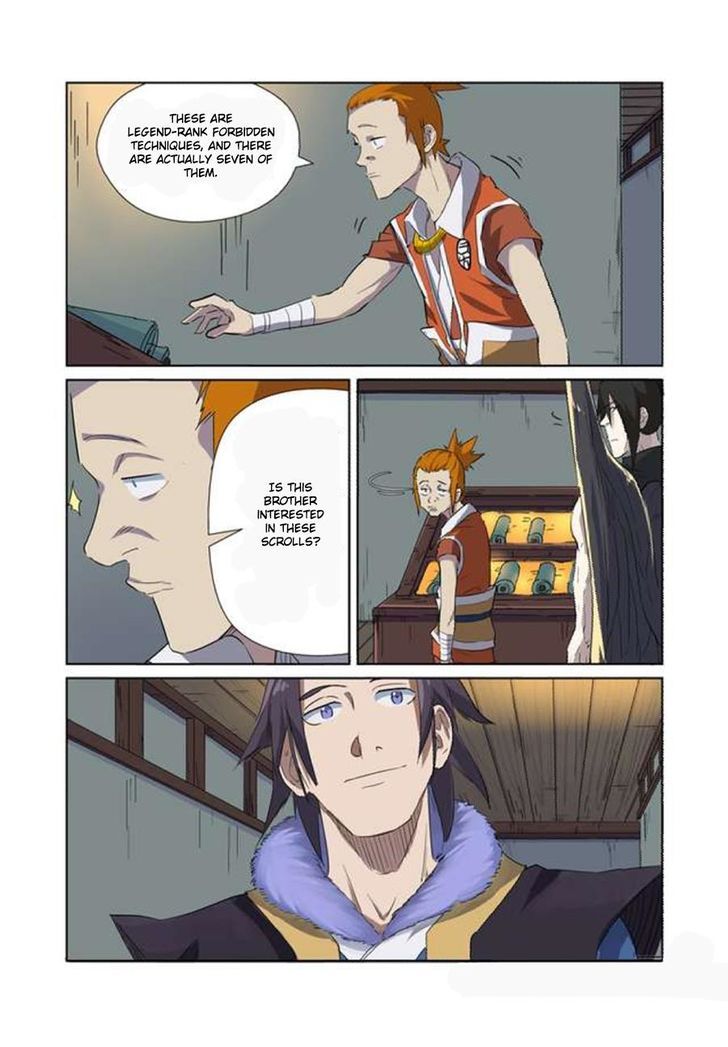 THESE ARE
LEGEND-RANK FORBIDDEN
TECHNIQUES, AND THERE
ARE ACTUALLY SEVEN OF
THEM.
IS THIS
BROTHER
INTERESTED
IN THESE
SCROLLS?